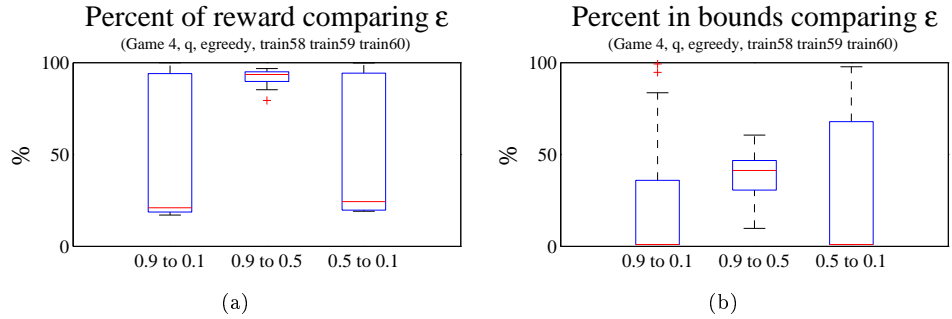 Percent of reward comparing ε
(Game 4, q, egreedy, train58 train59 train60)
100
50
0
%
0.9 to 0.1
0.9 to 0.5
0.5 to 0.1
(a)
Percent in bounds comparing ε
(Game 4, q, egreedy, train58 train59 train60)
100
50
0
%
0.9 to 0.1
0.9 to 0.5
0.5 to 0.1
(b)